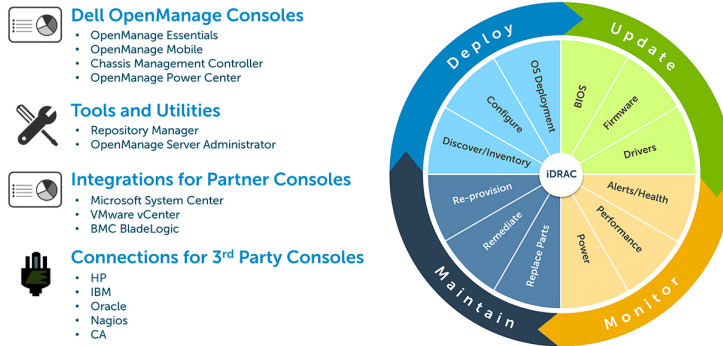 Dell OpenManage Consoles
• OpenManage Essentials
• OpenManage Mobile
• Chassis Management Controller
• OpenManage Power Center
Tools and Utilities
• Repository Manager
• OpenManage Server Administrator
Integrations for Partner Consoles
• Microsoft System Center
• VMware vCenter
• BMC BladeLogic
Connections for 3rd Party Consoles
• HP
• IBM
• Oracle
• Nagios
• CA
Deploy
Discover/Inventory
Configure
OS Deployment
Update
BIOS
Firmware
Drivers
Monitor
Alerts/Health
Performance
Power
Maintain
Replace Parts
Remediate
Re-provision
iDRAC